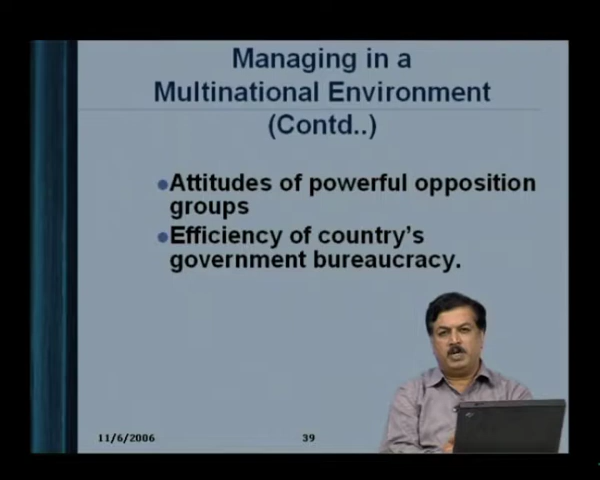 Managing in a
Multinational Environment
(Contd..)
Attitudes of powerful opposition
groups
Efficiency of country's
government bureaucracy.
11/6/2006
39